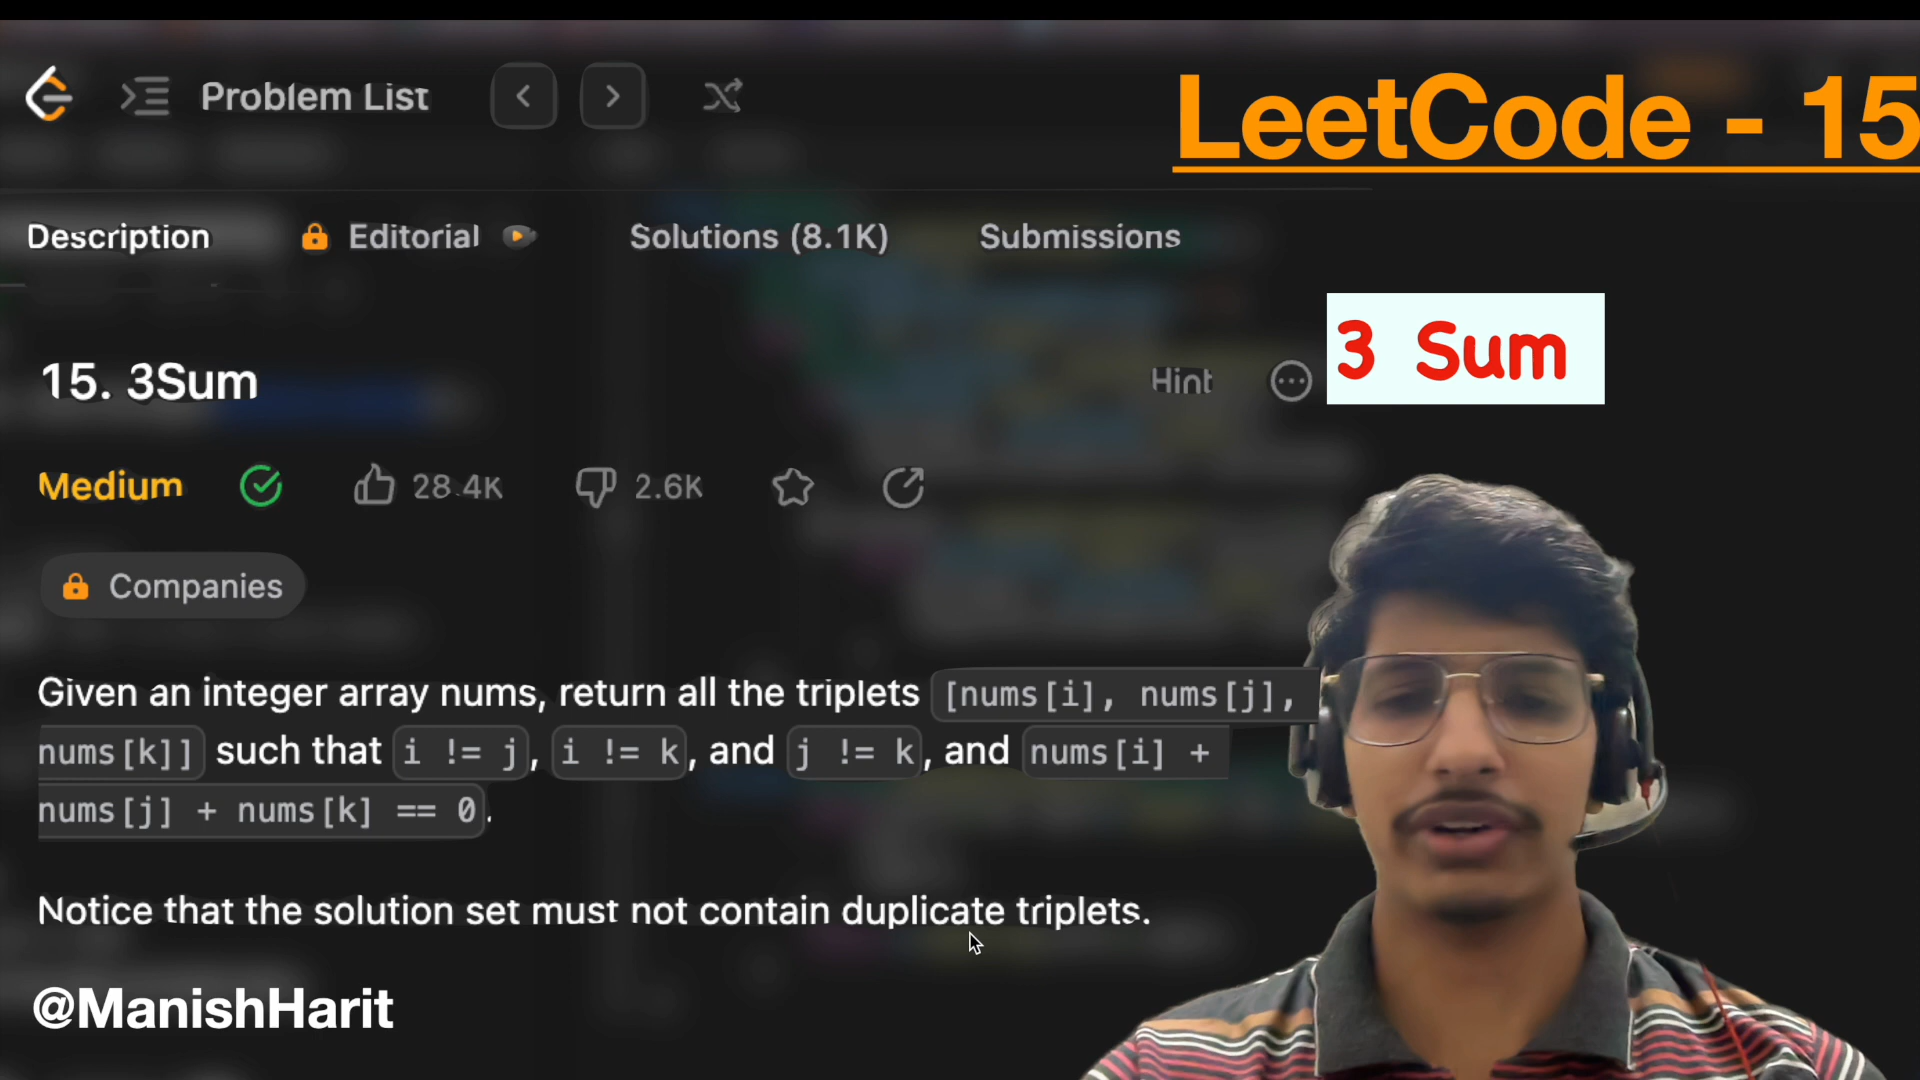 Problem List
LeetCode - 15
Description
Editorial
Solutions (8.1K)
Submissions
15. 3Sum
Hint
3 Sum
Medium
28.4K
2.6K
Companies
Given an integer array nums, return all the triplets [nums[i], nums[j],
nums[k]] such that i != j, i != k, and j != k, and nums[i] +
nums[j] + nums[k] == 0.
Notice that the solution set must not contain duplicate triplets.
@ManishHarit